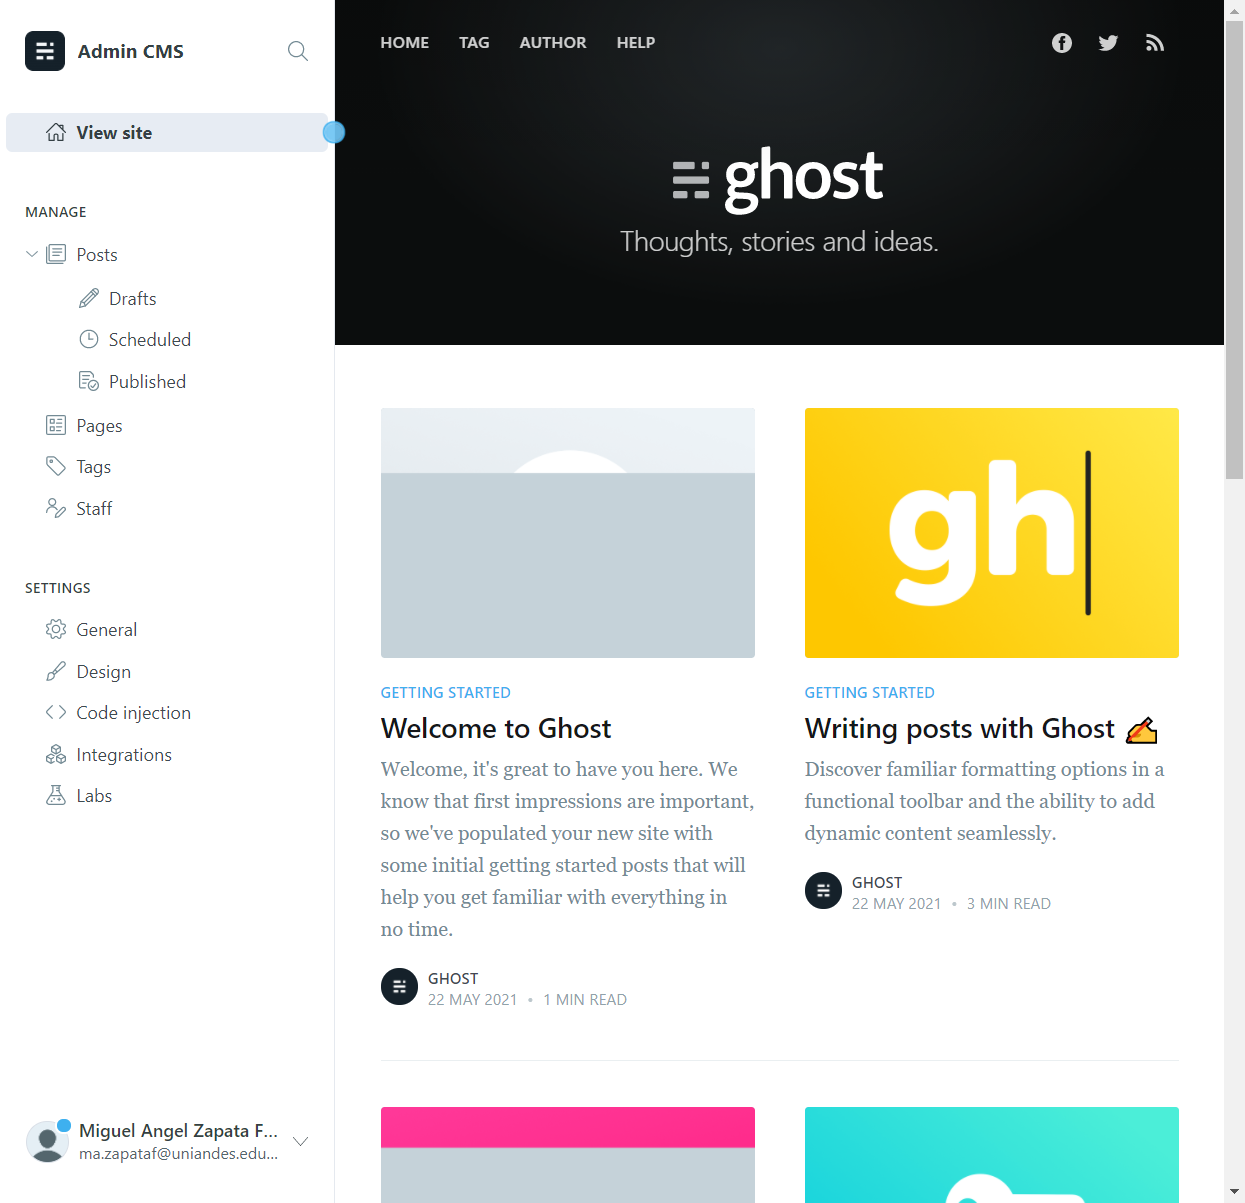 Admin CMS
View site
MANAGE
Posts
Drafts
Scheduled
Published
Pages
Tags
Staff
SETTINGS
General
Design
Code injection
Integrations
Labs
Miguel Angel Zapata F...
ma.zapataf@uniandes.edu...
HOME TAG AUTHOR HELP
ghost
Thoughts, stories and ideas.
GETTING STARTED
Welcome to Ghost
Welcome, it's great to have you here. We
know that first impressions are important,
so we've populated your new site with
some initial getting started posts that will
help you get familiar with everything in
no time.
GHOST
22 MAY 2021 • 1 MIN READ
gh
GETTING STARTED
Writing posts with Ghost ✍️
Discover familiar formatting options in a
functional toolbar and the ability to add
dynamic content seamlessly.
GHOST
22 MAY 2021 • 3 MIN READ